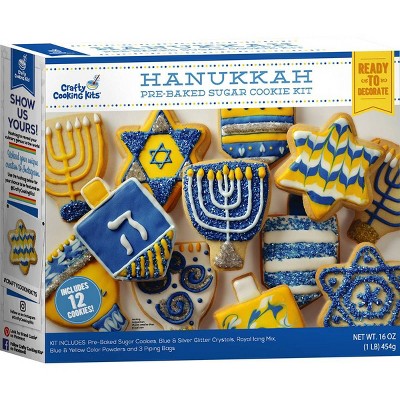 Crafty
Cooking Kits
HANUKKAH
PRE-BAKED SUGAR COOKIE KIT
READY
TO
DECORATE
SHOW
US
YOURS!
#CRAFTYCOOKINGKITS
ה
INCLUDES
12
COOKIES!
KIT INCLUDES: Pre-Baked Sugar Cookies, Blue & Silver Glitter Crystals, Royal Icing Mix,
Blue & Yellow Color Powders and 3 Piping Bags
NET WT. 16 OZ
(1 LB) 454g